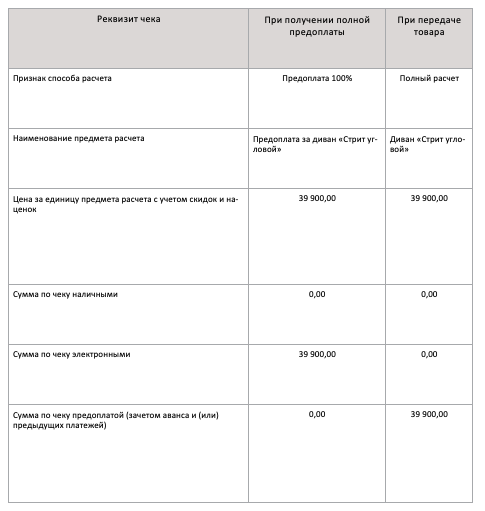 Реквизит чека
При получении полной
предоплаты
При передаче
товара
Признак способа расчета
Предоплата 100%
Полный расчет
Наименование предмета расчета
Предоплата за диван «Стрит уг-
ловой»
Диван «Стрит угло-
вой»
Цена за единицу предмета расчета с учетом скидок и на-
ценок
39 900,00
39 900,00
Сумма по чеку наличными
0,00
0,00
Сумма по чеку электронными
39 900,00
0,00
Сумма по чеку предоплатой (зачетом аванса и (или)
предыдущих платежей)
0,00
39 900,00